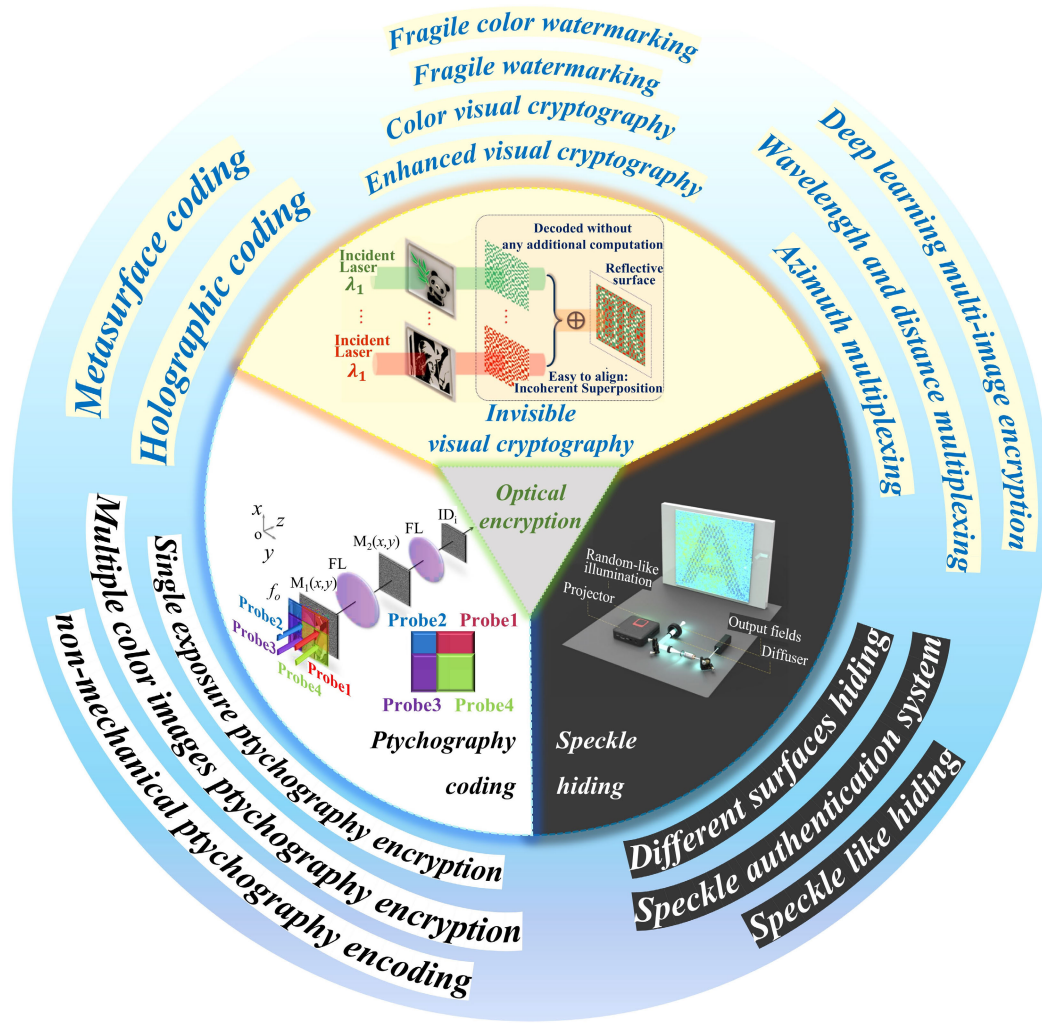 Fragile color watermarking
Fragile watermarking
Color visual cryptography
Enhanced visual cryptography
Metasurface coding
Holographic coding
Deep learning multi-image encryption
Wavelength and distance multiplexing
Azimuth multiplexing
Decoded without
any additional computation
Incident
Laser
λ₁
Reflective
surface
Incident
Laser
λ₁
Easy to align:
Incoherent Superposition
Invisible
visual cryptography
Optical
encryption
x
z
o
y
f₀
M₁(x,y)
FL
M₂(x,y)
FL
IDᵢ
Probe2
Probe3
Probe4
Probe1
Probe2
Probe1
Probe3
Probe4
Ptychography
coding
A
Random-like
illumination
Projector
Output fields
Diffuser
Speckle
hiding
Single exposure ptychography encryption
Multiple color images ptychography encryption
non-mechanical ptychography encoding
Different surfaces hiding
Speckle authentication system
Speckle like hiding